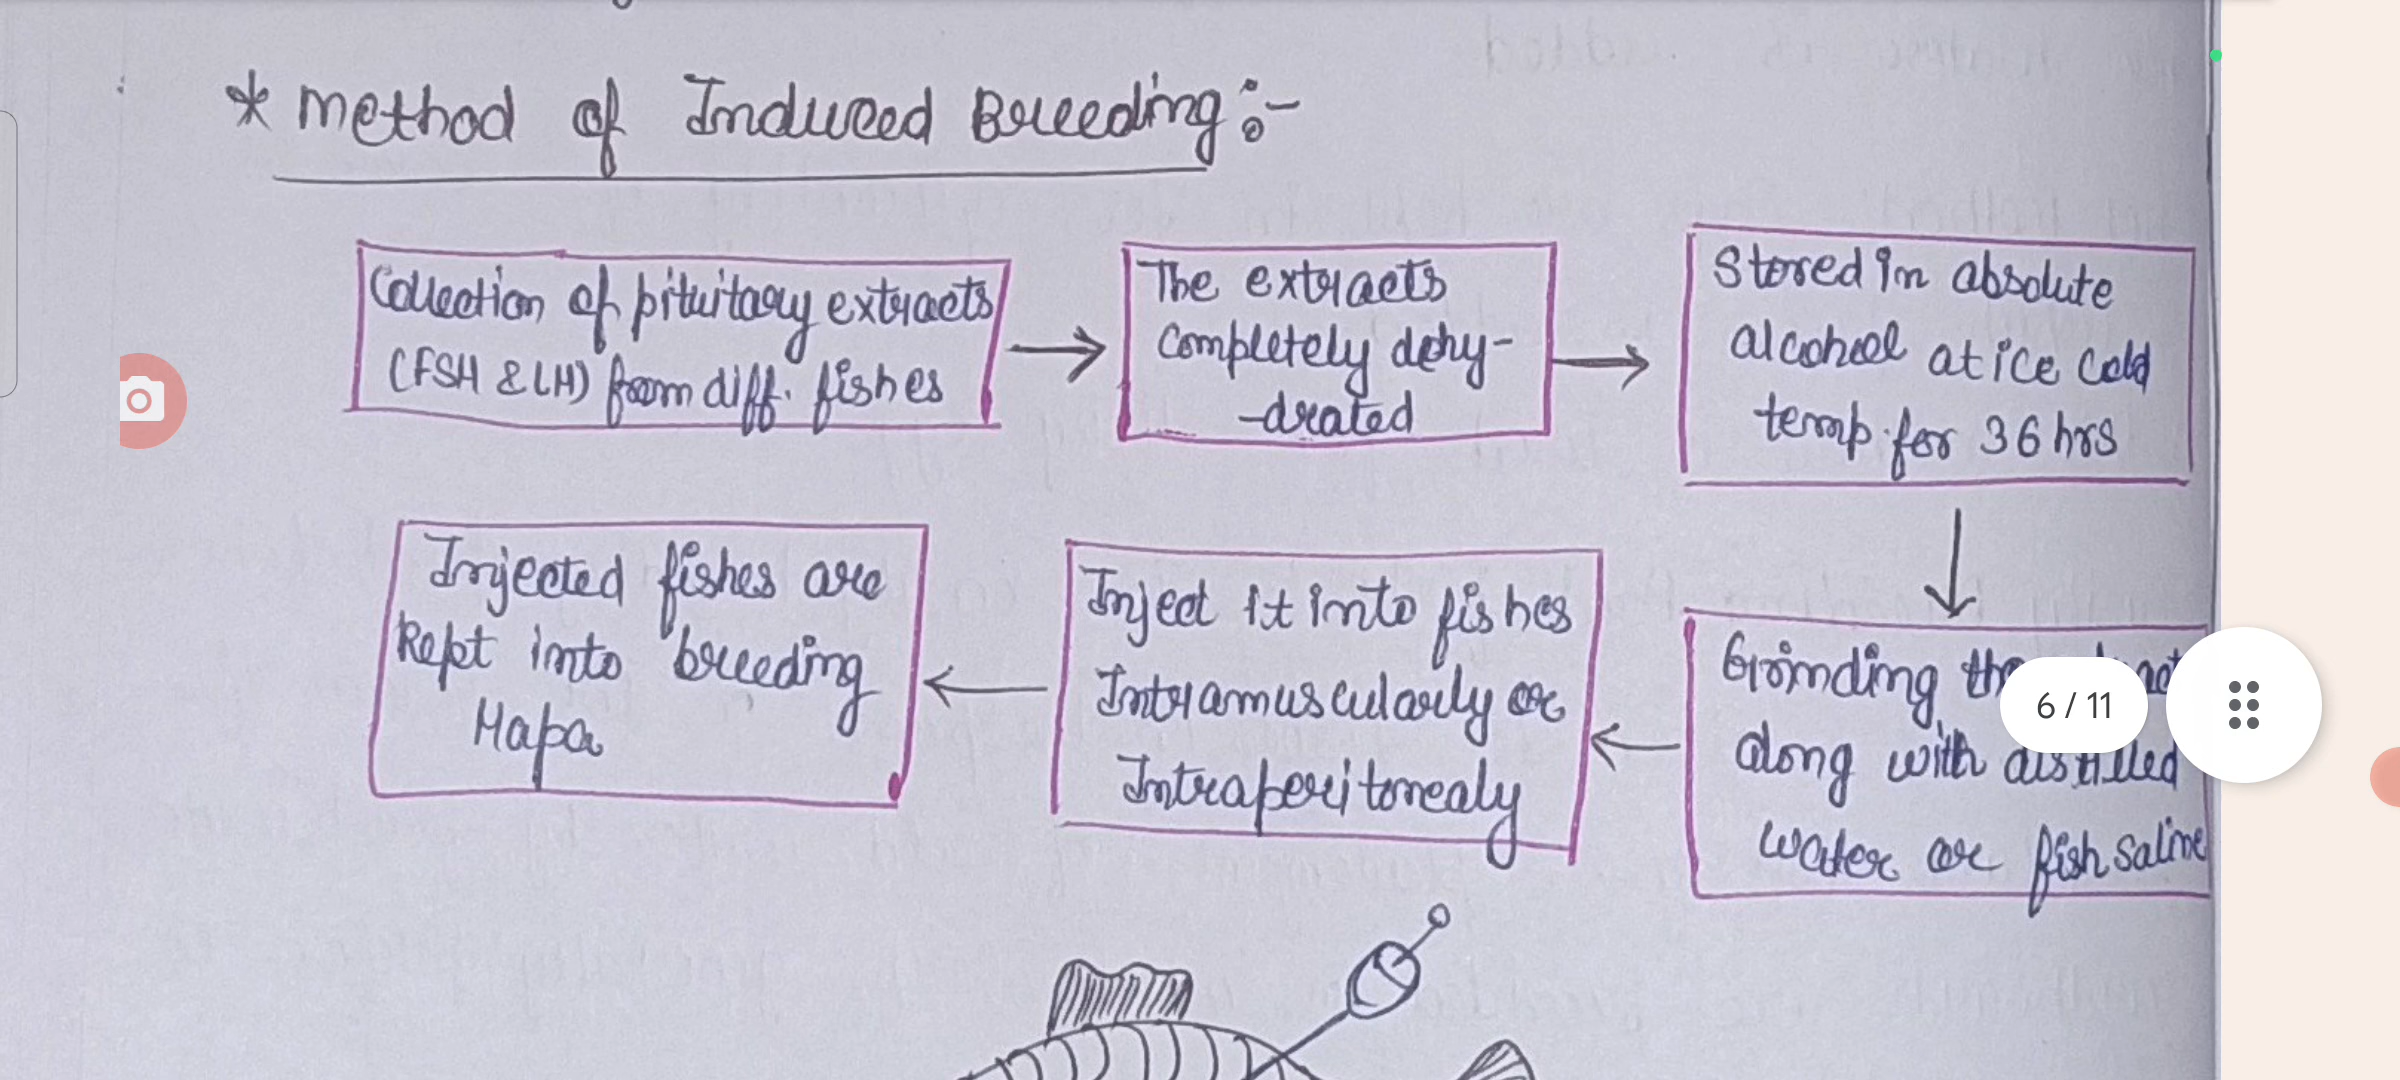 * Method of Induced Breeding :-
Collection of pituitary extracts
(FSH & LH) from diff. fishes
The extracts
completely dehy-
-drated
Stored in absolute
alcohol at ice cold
temp. for 36 hrs
Grinding
along with distilled
water or fish saline
Inject it into fishes
Intramuscularly or
Intraperitonealy
Injected fishes are
kept into breeding
Hapa
6 / 11